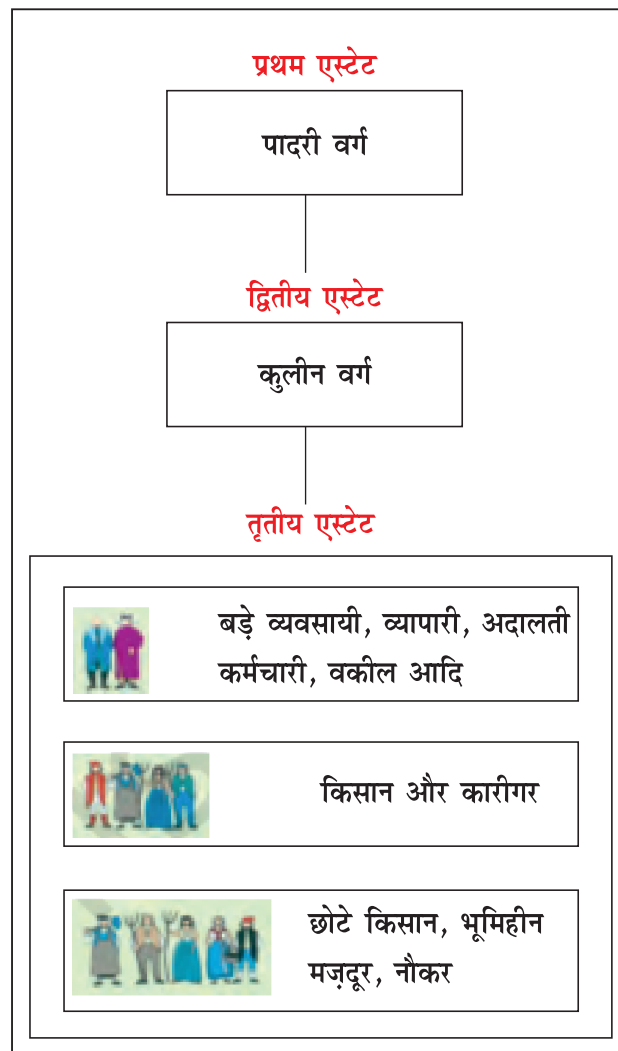 प्रथम एस्टेट
पादरी वर्ग
द्वितीय एस्टेट
कुलीन वर्ग
तृतीय एस्टेट
बड़े व्यवसायी, व्यापारी, अदालती
कर्मचारी, वकील आदि
किसान और कारीगर
छोटे किसान, भूमिहीन
मज़दूर, नौकर